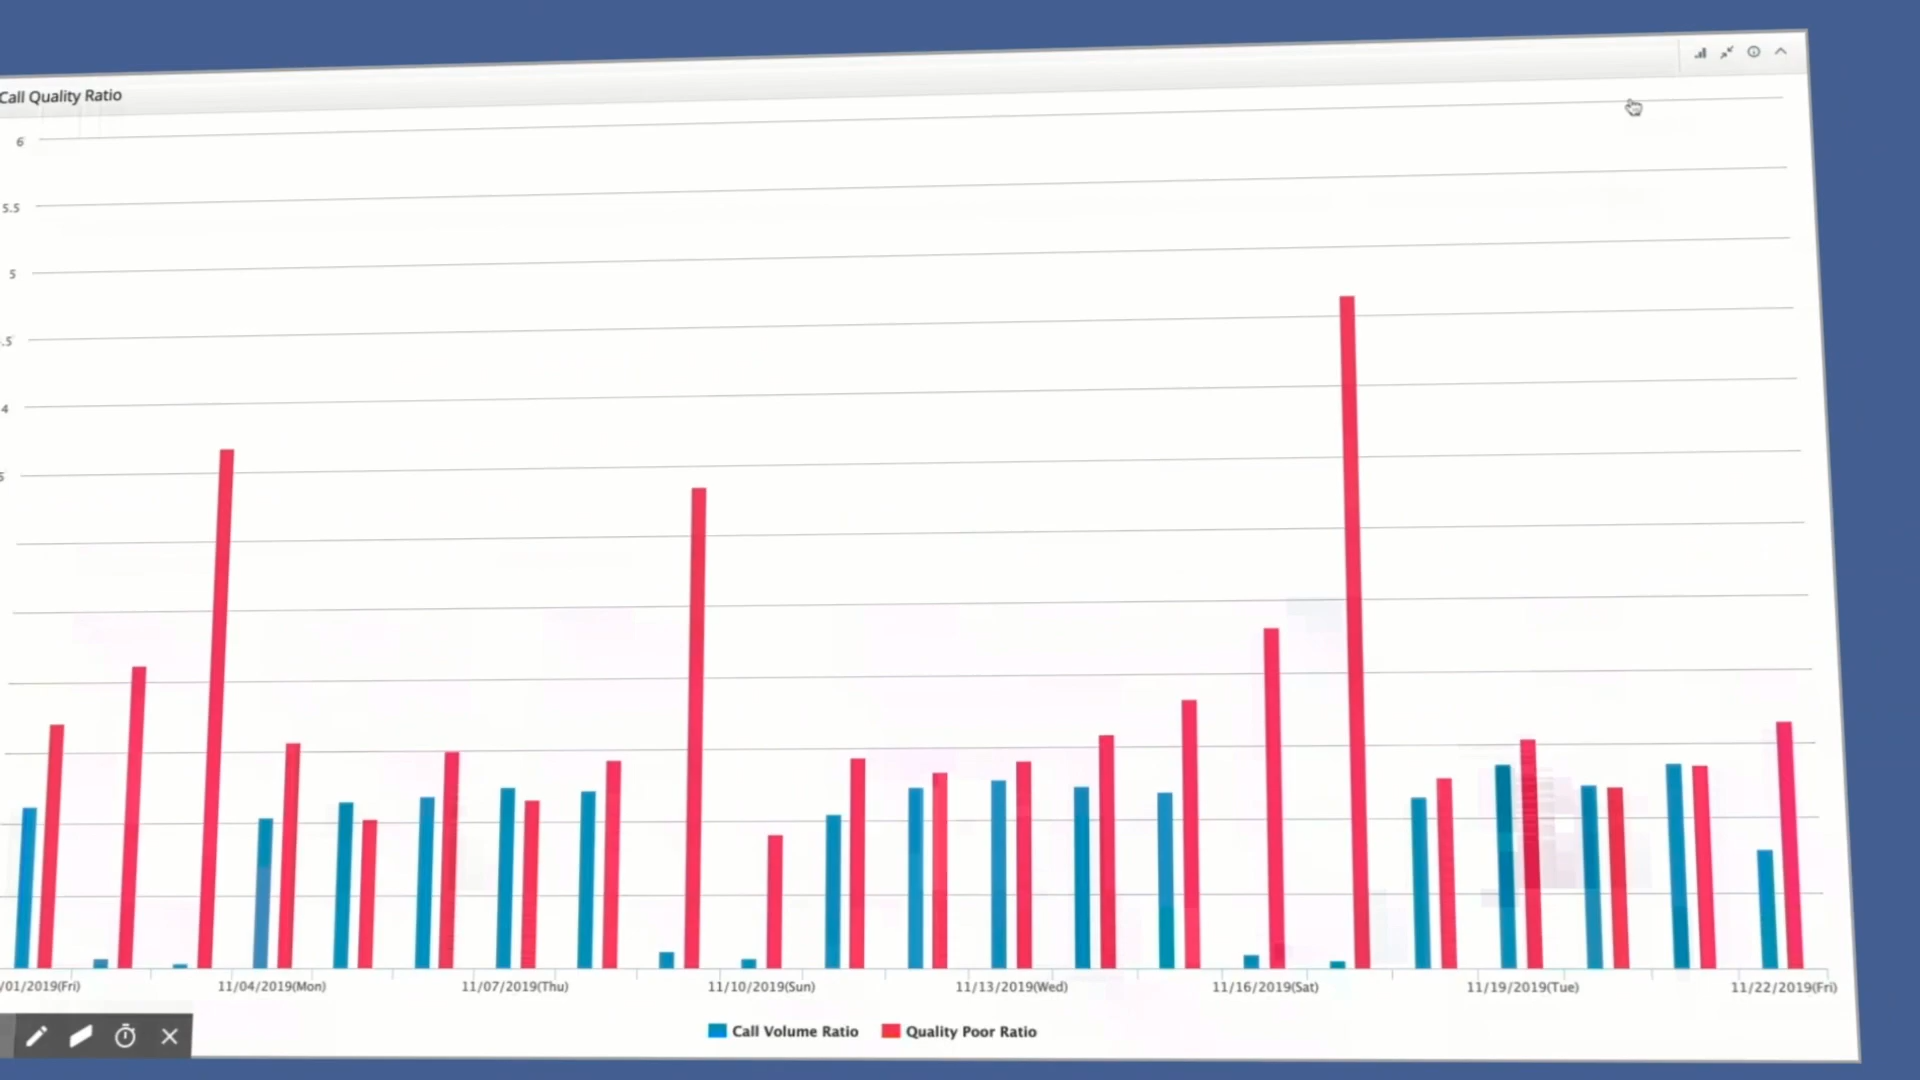 Call Quality Ratio
6
5.5
5
.5
4
5
/01/2019(Fri) 11/04/2019(Mon) 11/07/2019(Thu) 11/10/2019(Sun) 11/13/2019(Wed) 11/16/2019(Sat) 11/19/2019(Tue) 11/22/2019(Fri)
Call Volume Ratio Quality Poor Ratio